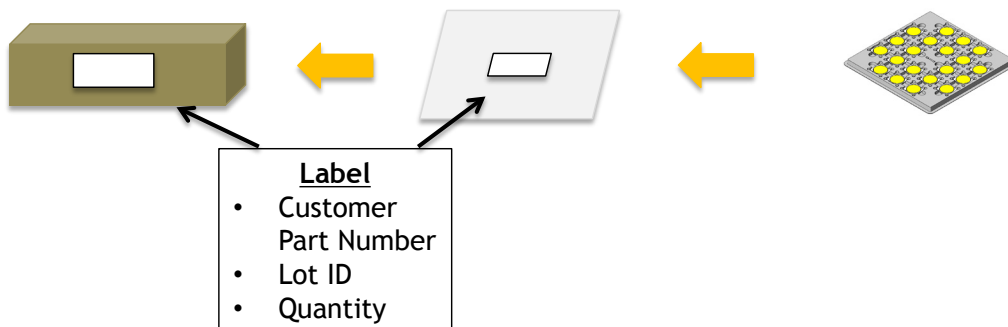 Label
• Customer
Part Number
• Lot ID
• Quantity